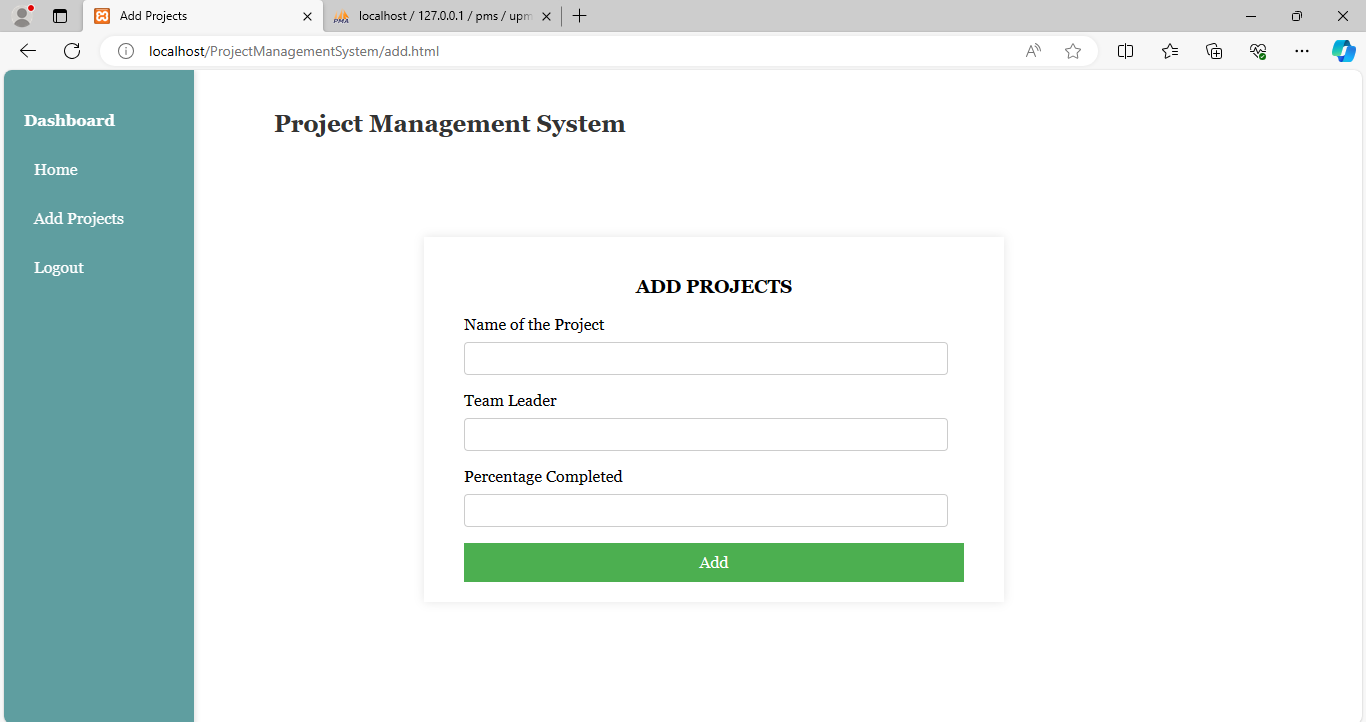 Add Projects
localhost / 127.0.0.1 / pms / upm
localhost/ProjectManagementSystem/add.html
Dashboard
Home
Add Projects
Logout
Project Management System
ADD PROJECTS
Name of the Project
Team Leader
Percentage Completed
Add